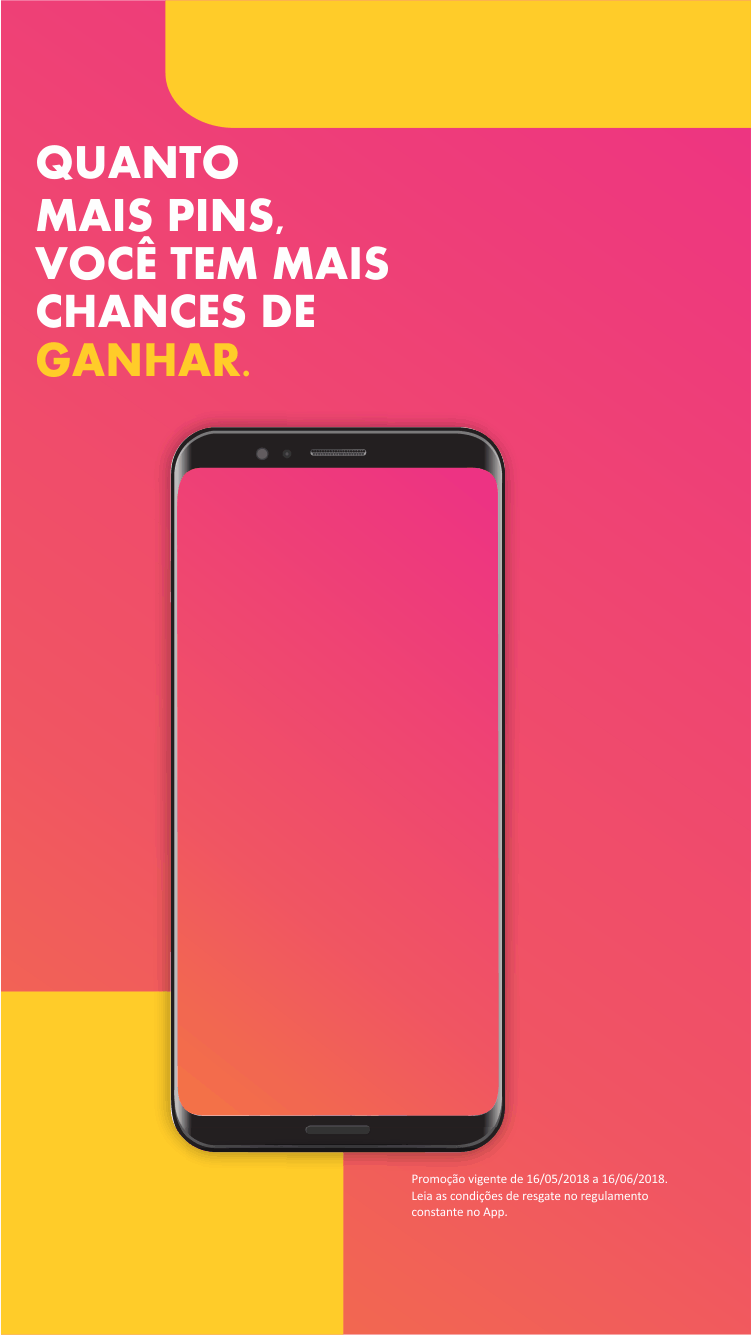 QUANTO
MAIS PINS,
VOCÊ TEM MAIS
CHANCES DE
GANHAR.
Promoção vigente de 16/05/2018 a 16/06/2018.
Leia as condições de resgate no regulamento
constante no App.